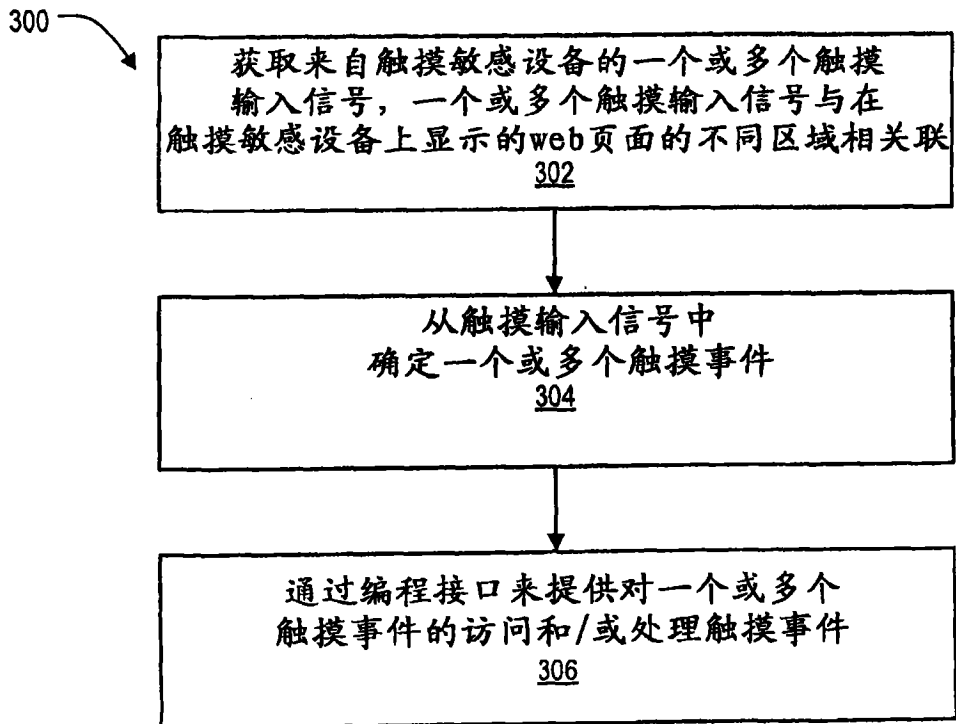 300
获取来自触摸敏感设备的一个或多个触摸
输入信号，一个或多个触摸输入信号与在
触摸敏感设备上显示的web页面的不同区域相关联
302
从触摸输入信号中
确定一个或多个触摸事件
304
通过编程接口来提供对一个或多个
触摸事件的访问和/或处理触摸事件
306